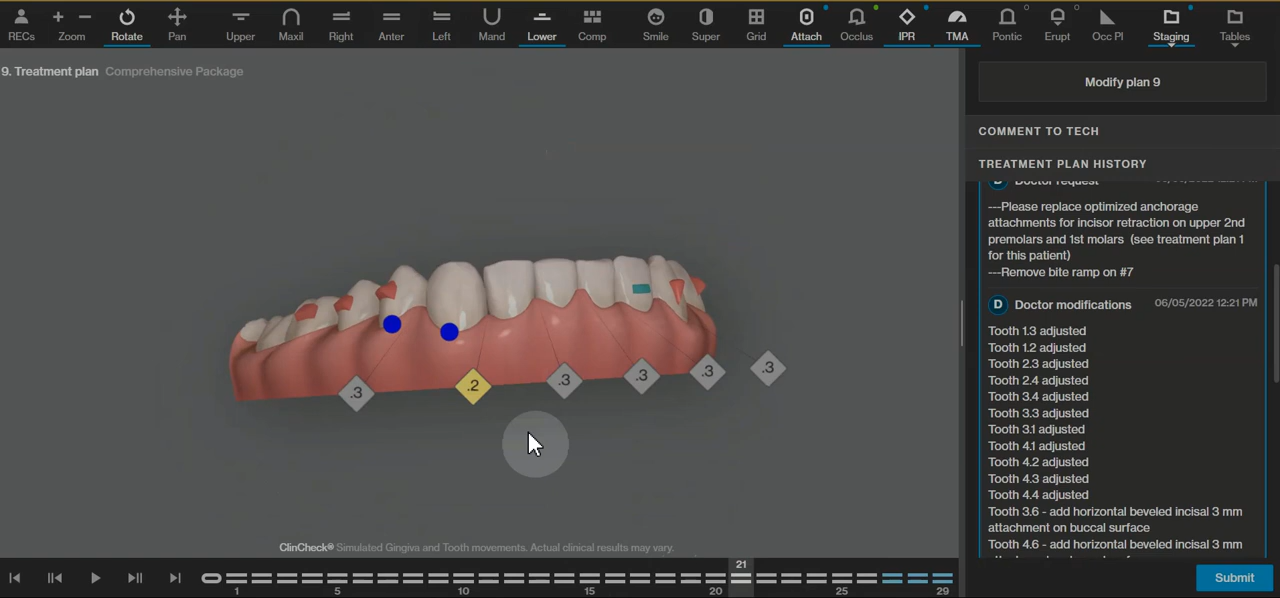 RECs Zoom Rotate Pan Upper Maxil Right Anter Left Mand Lower Comp Smile Super Grid Attach Occlus IPR TMA Pontic Erupt Occ Pl Staging Tables
9. Treatment plan Comprehensive Package
Modify plan 9
COMMENT TO TECH
TREATMENT PLAN HISTORY
D Doctor request
---Please replace optimized anchorage
attachments for incisor retraction on upper 2nd
premolars and 1st molars (see treatment plan 1
for this patient)
---Remove bite ramp on #7
D Doctor modifications 06/05/2022 12:21 PM
Tooth 1.3 adjusted
Tooth 1.2 adjusted
Tooth 2.3 adjusted
Tooth 2.4 adjusted
Tooth 3.4 adjusted
Tooth 3.3 adjusted
Tooth 3.1 adjusted
Tooth 4.1 adjusted
Tooth 4.2 adjusted
Tooth 4.3 adjusted
Tooth 4.4 adjusted
Tooth 3.6 - add horizontal beveled incisal 3 mm
attachment on buccal surface
Tooth 4.6 - add horizontal beveled incisal 3 mm
.3 .2 .3 .3 .3 .3
ClinCheck® Simulated Gingiva and Tooth movements. Actual clinical results may vary.
21
1 5 10 15 20 25 29
Submit